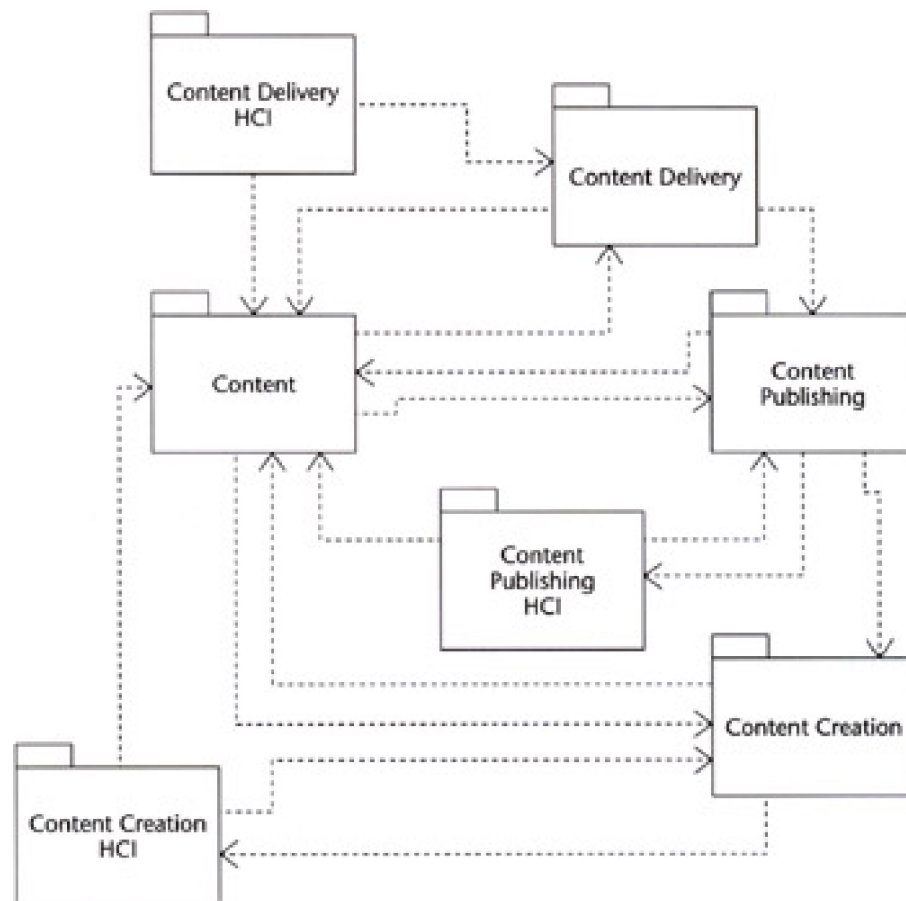 Content Delivery
HCI
Content Delivery
Content
Content
Publishing
Content
Publishing
HCI
Content Creation
Content Creation
HCI